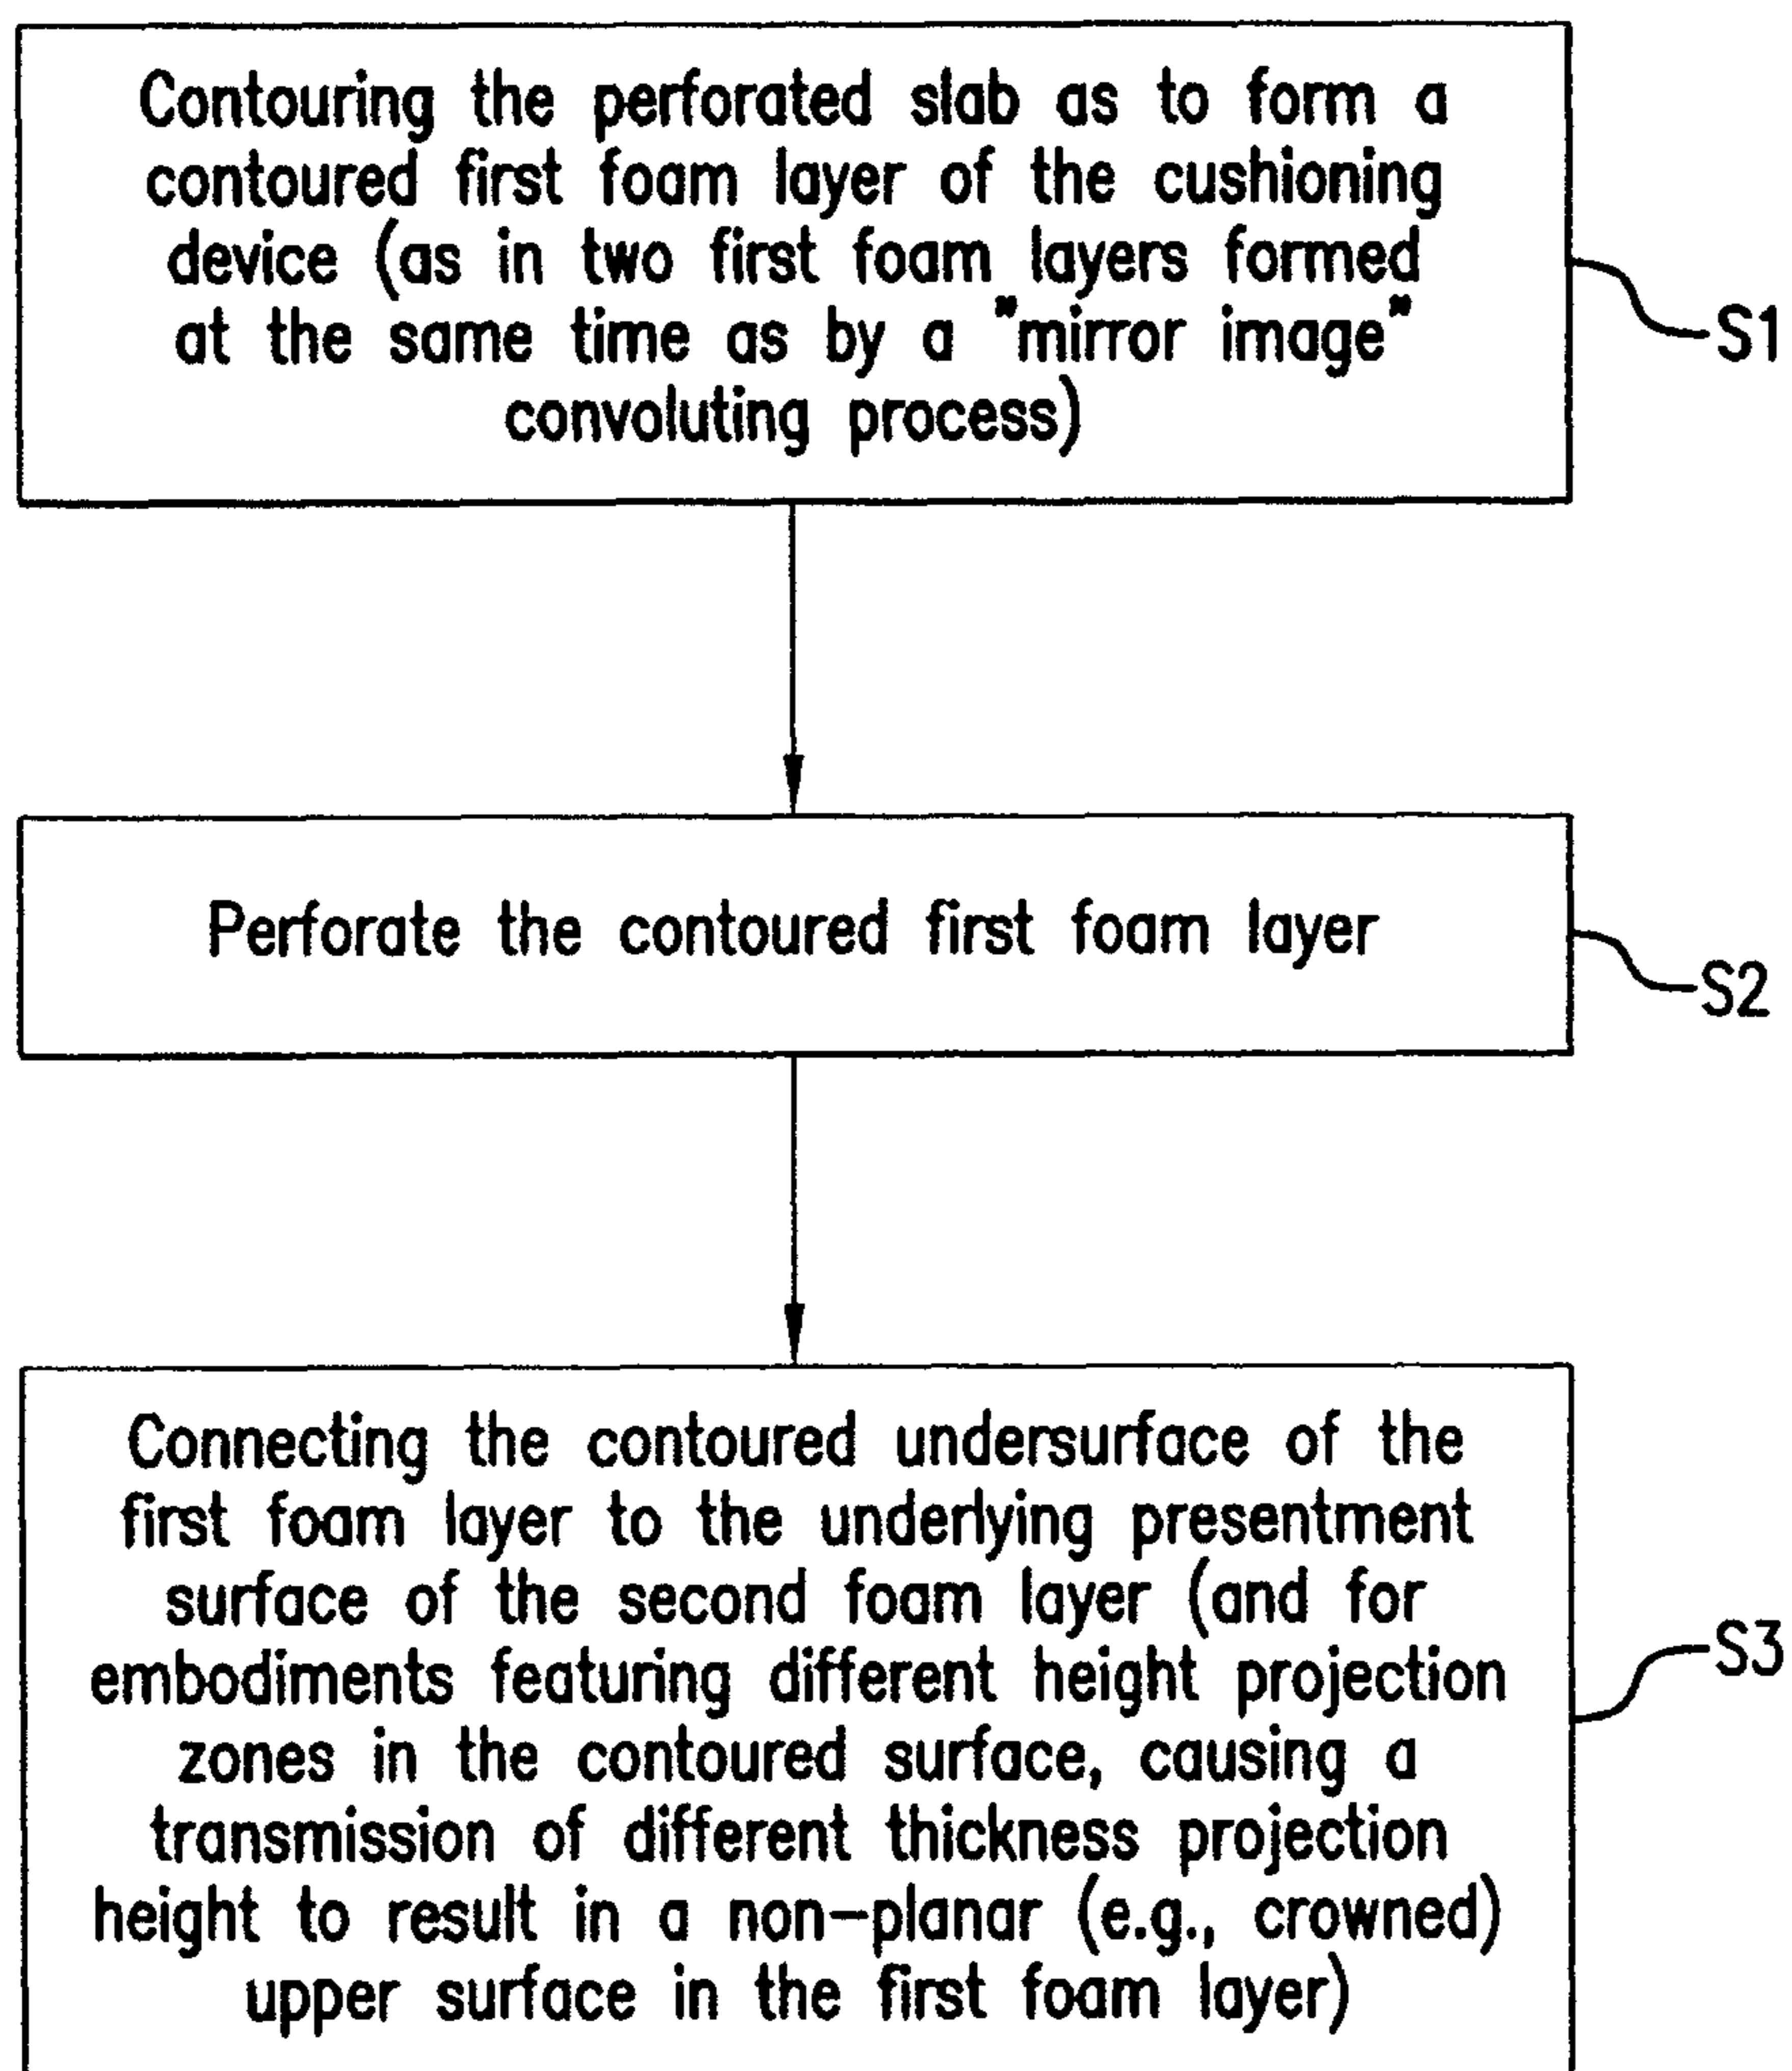 Contouring the perforated slab as to form a
contoured first foam layer of the cushioning
device (as in two first foam layers formed
at the same time as by a "mirror image"
convoluting process)
S1
Perforate the contoured first foam layer
S2
Connecting the contoured undersurface of the
first foam layer to the underlying presentment
surface of the second foam layer (and for
embodiments featuring different height projection
zones in the contoured surface, causing a
transmission of different thickness projection
height to result in a non-planar (e.g., crowned)
upper surface in the first foam layer)
S3